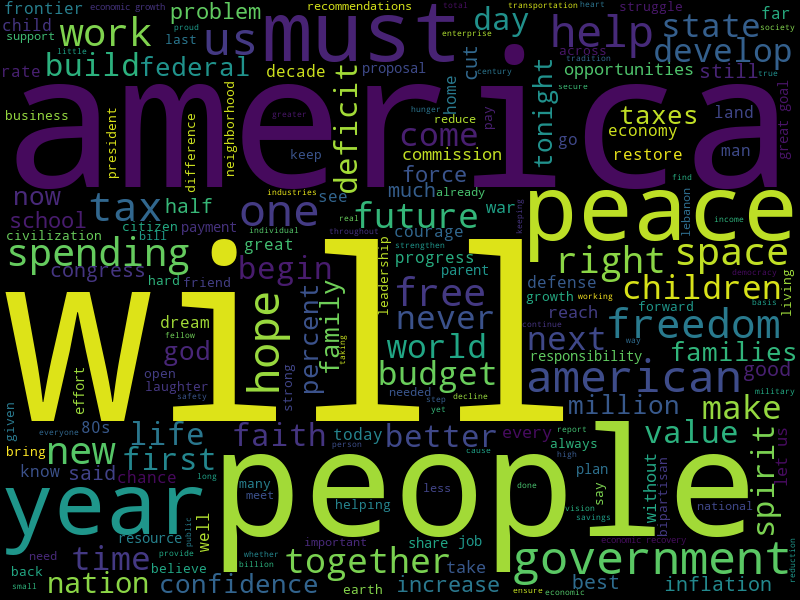 frontier
economic growth
problem
recommendations
transportation
heart
struggle
child
work
us
must
day
help
state
far
support
last
little
proud
total
enterprise
society
build
federal
cut
across
develop
tradition
true
rate
decade
proposal
century
opportunities
still
home
secure
america
business
president
difference
neighborhood
deficit
hunger
reduce
pay
tonight
taxes
land
great goal
greater
come
commission
go
economy
man
keep
restore
now
tax
half
industries
see
much
force
already
find
peace
school
citizen
payment
one
real
future
war
keeping
lebanon
income
civilization
bill
individual
throughout
courage
spending
great
progress
strengthen
right
space
congress
begin
leadership
parent
defense
democracy
hard
friend
free
growth
working
children
living
basis
will
hope
percent
family
never
reach
forward
freedom
dream
continue
way
fellow
world
next
god
taking
responsibility
families
open
strong
budget
american
good
effort
laughter
needed
decline
military
safety
step
yet
million
make
given
80s
life
everyone
faith
today
better
every
report
value
spirit
let us
bring
new
first
person
cause
always
without
bipartisan
know
said
chance
long
people
high
plan
year
many
meet
helping
less
done
say
vision
savings
national
resource
public
well
need
time
believe
provide
important
share
job
economic recovery
reduction
back
whether
together
take
government
small
nation
confidence
billion
earth
increase
ensure
economic
best
inflation